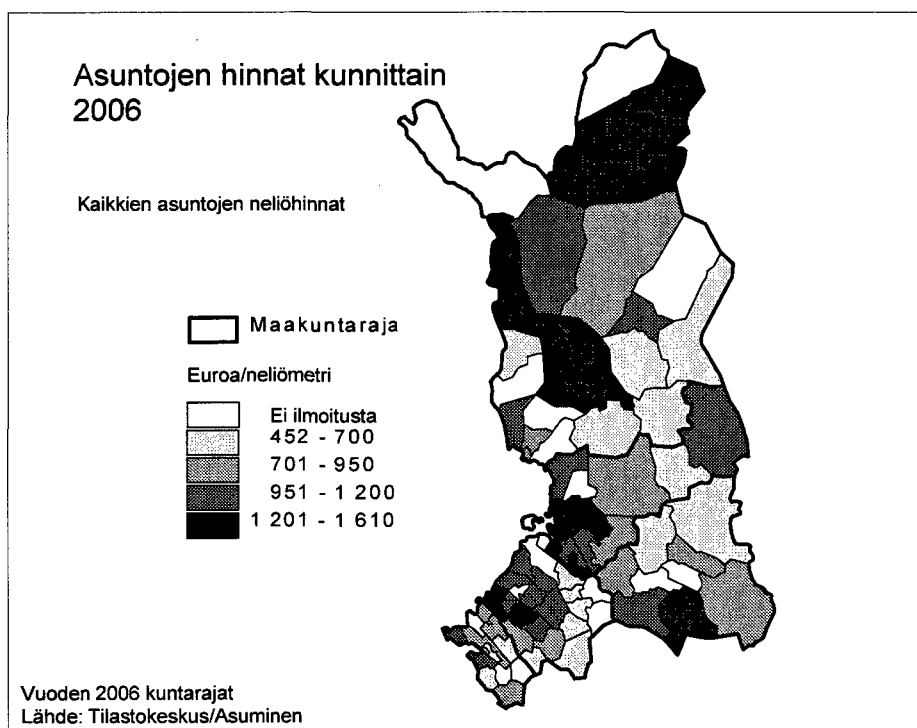 Asuntojen hinnat kunnittain
2006
Kaikkien asuntojen neliöhinnat
Maakuntaraja
Euroa/neliömetri
Ei ilmoitusta
452 - 700
701 - 950
951 - 1 200
1 201 - 1 610
Vuoden 2006 kuntarajat
Lähde: Tilastokeskus/Asuminen